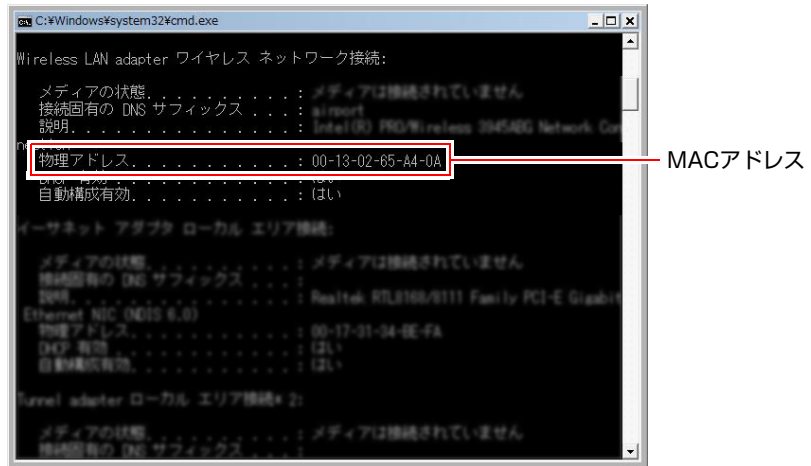 C:¥Windows¥system32¥cmd.exe
Wireless LAN adapter ワイヤレス ネットワーク接続:
メディアの状態. . . . . . . . . . . . : メディアは接続されていません
接続固有の DNS サフィックス . . . : airport
説明. . . . . . . . . . . . . . . . . : Intel(R) PRO/Wireless 3945ABG Network Con
nection
物理アドレス. . . . . . . . . . . . . : 00-13-02-65-A4-0A
MACアドレス
DHCP 有効 . . . . . . . . . . . . . . : はい
自動構成有効. . . . . . . . . . . . . : はい
イーサネット アダプタ ローカル エリア接続:
メディアの状態. . . . . . . . . . . . : メディアは接続されていません
接続固有の DNS サフィックス . . . :
説明. . . . . . . . . . . . . . . . . : Realtek RTL8168/8111 Family PCI-E Gigabit
Ethernet NIC (NDIS 6.0)
物理アドレス. . . . . . . . . . . . . : 00-17-31-34-BE-FA
DHCP 有効 . . . . . . . . . . . . . . : はい
自動構成有効. . . . . . . . . . . . . : はい
Tunnel adapter ローカル エリア接続* 2:
メディアの状態. . . . . . . . . . . . : メディアは接続されていません
接続固有の DNS サフィックス . . . :